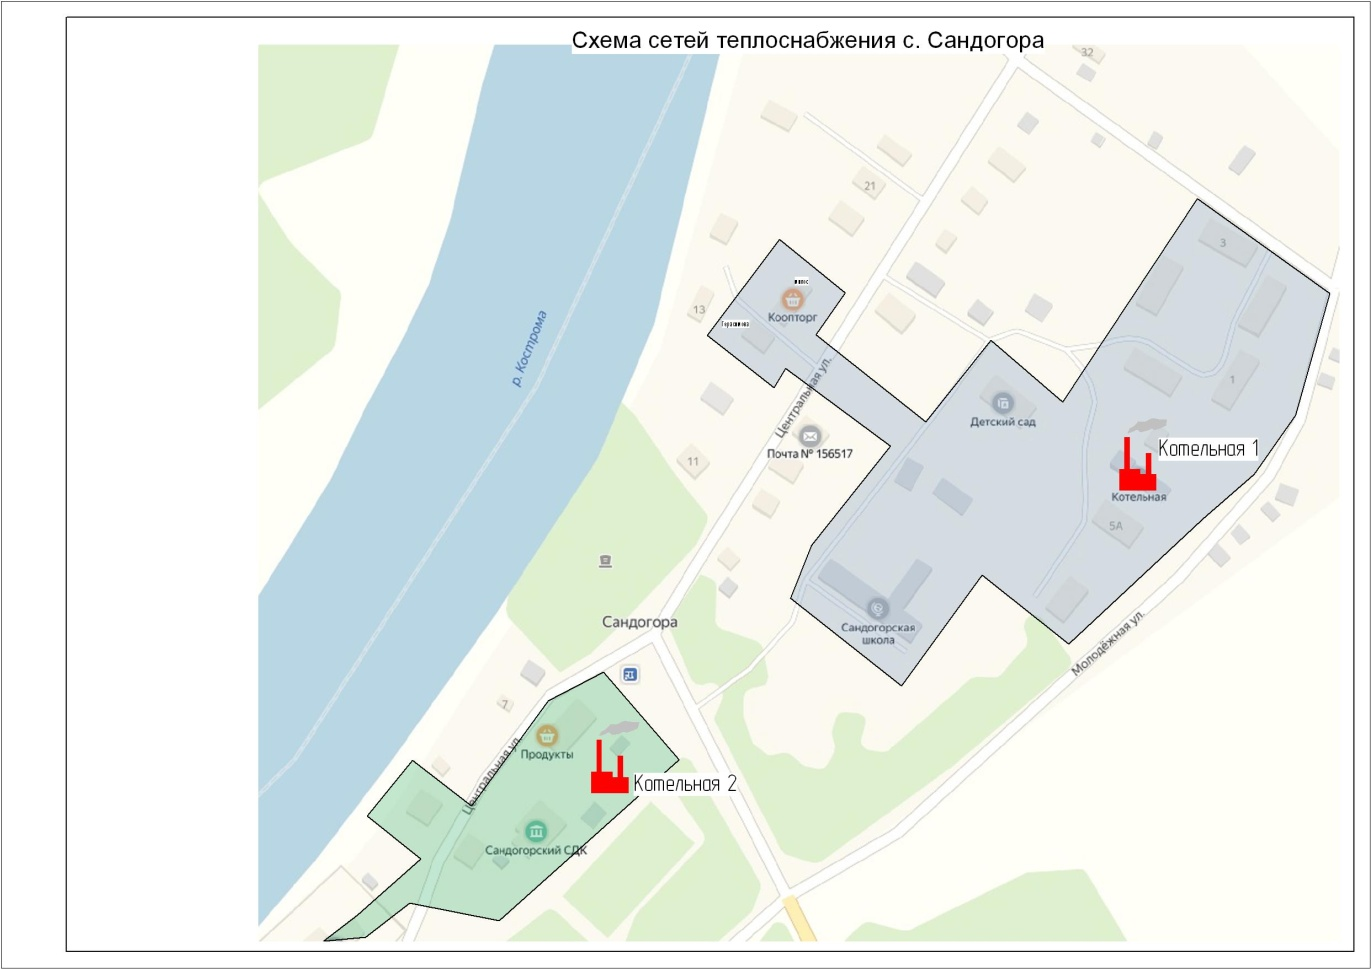 Схема сетей теплоснабжения с. Сандогора
32
21
3
13
Коопторг
р. Кострома
Центральная ул.
1
Детский сад
Почта № 156517
11
Котельная 1
Котельная
5А
Сандогорская
школа
Сандогора
Молодёжная ул.
7
Продукты
Центральная ул.
Котельная 2
Сандогорский СДК